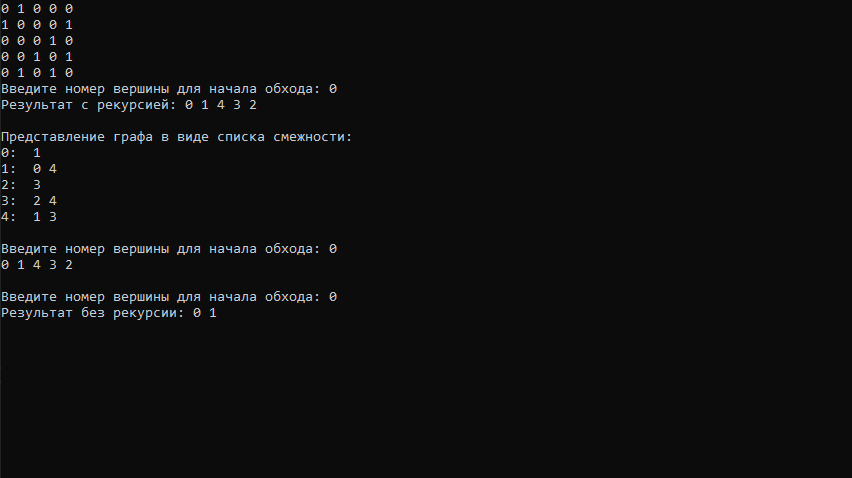 0 1 0 0 0
1 0 0 0 1
0 0 0 1 0
0 0 1 0 1
0 1 0 1 0
Введите номер вершины для начала обхода: 0
Результат с рекурсией: 0 1 4 3 2
Представление графа в виде списка смежности:
0:  1
1:  0 4
2:  3
3:  2 4
4:  1 3
Введите номер вершины для начала обхода: 0
0 1 4 3 2
Введите номер вершины для начала обхода: 0
Результат без рекурсии: 0 1